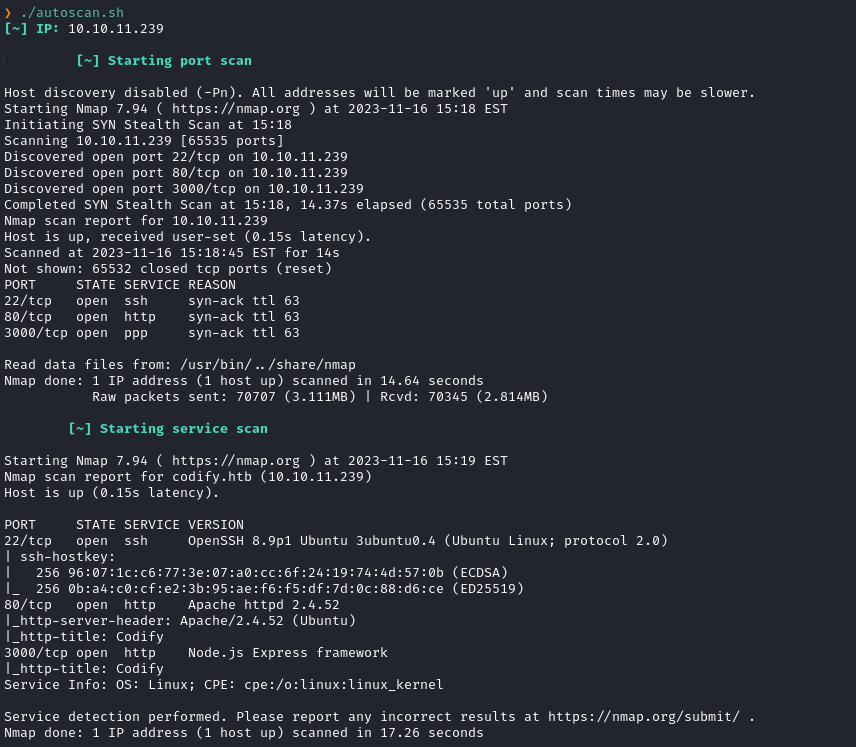 ❯ ./autoscan.sh
[~] IP: 10.10.11.239
[~] Starting port scan
Host discovery disabled (-Pn). All addresses will be marked 'up' and scan times may be slower.
Starting Nmap 7.94 ( https://nmap.org ) at 2023-11-16 15:18 EST
Initiating SYN Stealth Scan at 15:18
Scanning 10.10.11.239 [65535 ports]
Discovered open port 22/tcp on 10.10.11.239
Discovered open port 80/tcp on 10.10.11.239
Discovered open port 3000/tcp on 10.10.11.239
Completed SYN Stealth Scan at 15:18, 14.37s elapsed (65535 total ports)
Nmap scan report for 10.10.11.239
Host is up, received user-set (0.15s latency).
Scanned at 2023-11-16 15:18:45 EST for 14s
Not shown: 65532 closed tcp ports (reset)
PORT     STATE SERVICE REASON
22/tcp   open  ssh     syn-ack ttl 63
80/tcp   open  http    syn-ack ttl 63
3000/tcp open  ppp     syn-ack ttl 63
Read data files from: /usr/bin/../share/nmap
Nmap done: 1 IP address (1 host up) scanned in 14.64 seconds
Raw packets sent: 70707 (3.111MB) | Rcvd: 70345 (2.814MB)
[~] Starting service scan
Starting Nmap 7.94 ( https://nmap.org ) at 2023-11-16 15:19 EST
Nmap scan report for codify.htb (10.10.11.239)
Host is up (0.15s latency).
PORT     STATE SERVICE VERSION
22/tcp   open  ssh     OpenSSH 8.9p1 Ubuntu 3ubuntu0.4 (Ubuntu Linux; protocol 2.0)
| ssh-hostkey:
|   256 96:07:1c:c6:77:3e:07:a0:cc:6f:24:19:74:4d:57:0b (ECDSA)
|_  256 0b:a4:c0:cf:e2:3b:95:ae:f6:f5:df:7d:0c:88:d6:ce (ED25519)
80/tcp   open  http    Apache httpd 2.4.52
|_http-server-header: Apache/2.4.52 (Ubuntu)
|_http-title: Codify
3000/tcp open  http    Node.js Express framework
|_http-title: Codify
Service Info: OS: Linux; CPE: cpe:/o:linux:linux_kernel
Service detection performed. Please report any incorrect results at https://nmap.org/submit/ .
Nmap done: 1 IP address (1 host up) scanned in 17.26 seconds